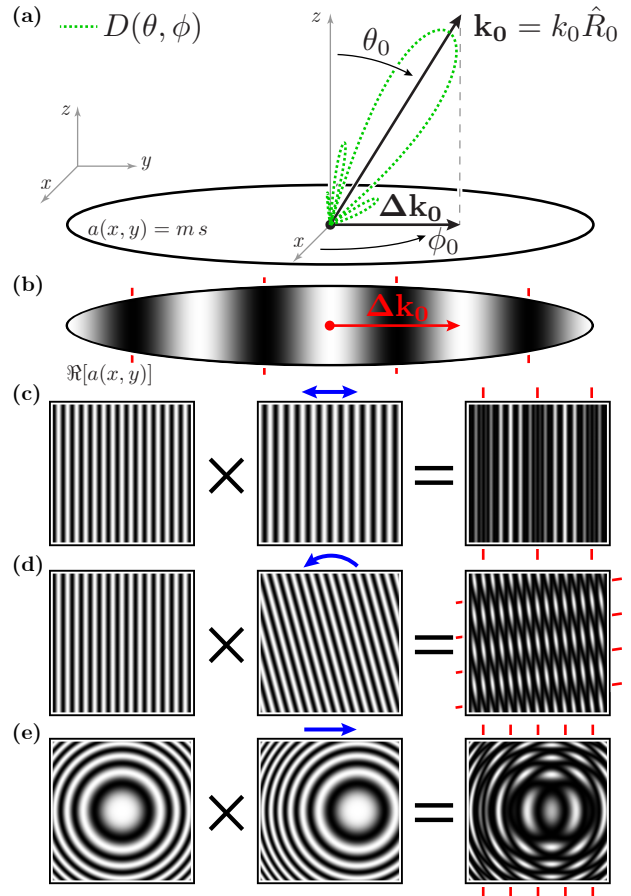 (a)
D(θ, ϕ)
z
θ₀
k₀ = k₀R̂₀
z
y
x
a(x, y) = m s
x
Δk₀
ϕ₀
(b)
Δk₀
ℜ[a(x, y)]
(c)
× =
(d)
× =
(e)
× =